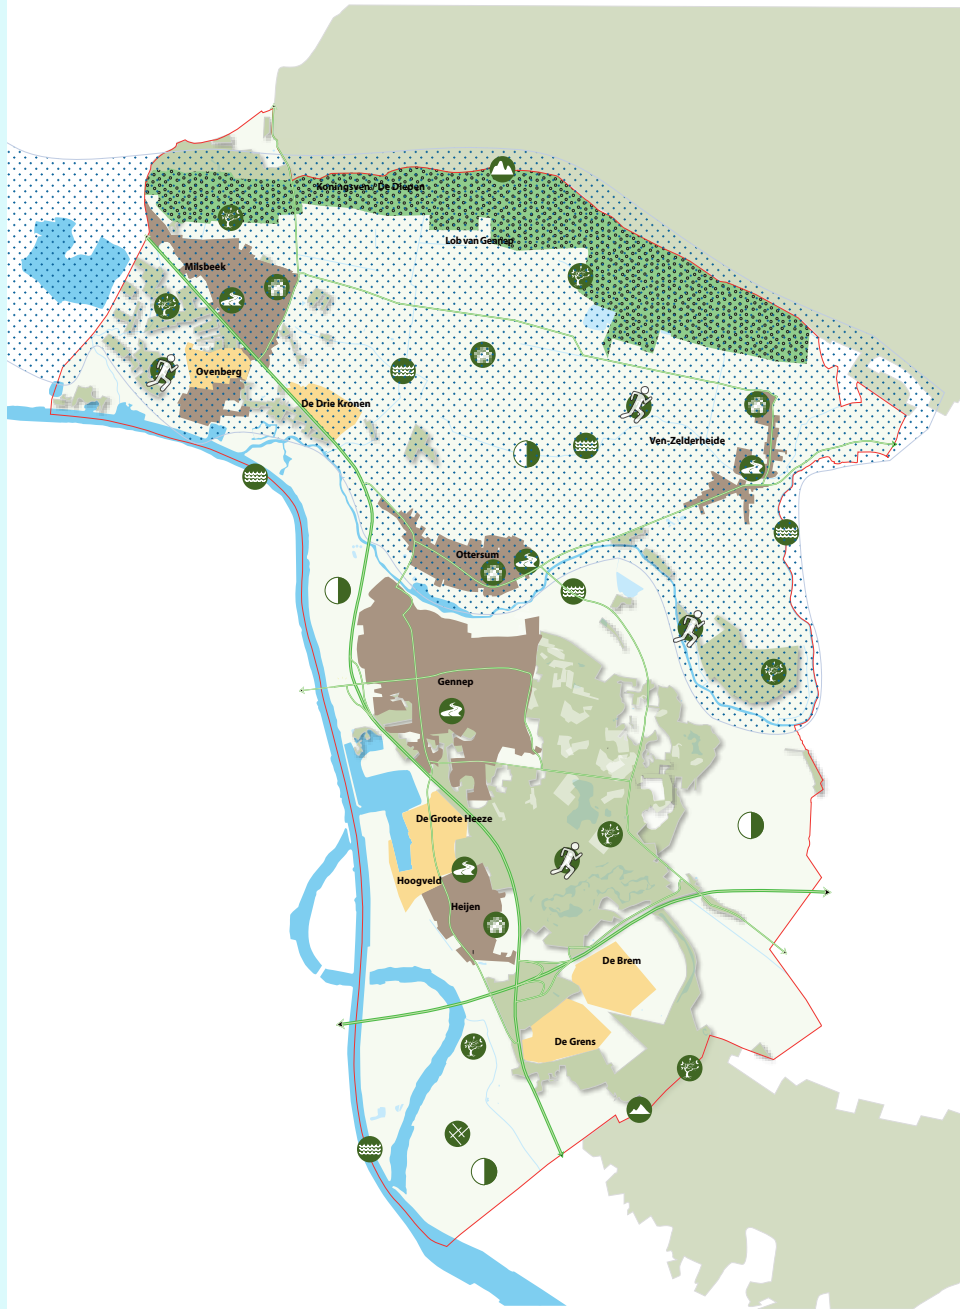 Koningsven / De Diepen
Lob van Gennep
Milsbeek
Ovenberg
De Drie Kronen
Ven-Zelderheide
Ottersum
Gennep
De Groote Heeze
Hoogveld
Heijen
De Brem
De Grens